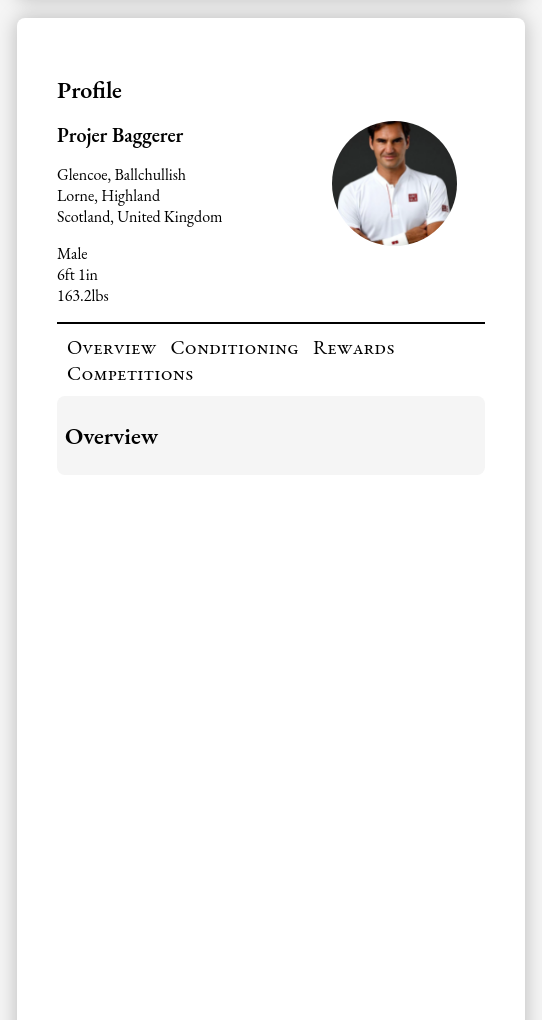 Profile
Projer Baggerer
Glencoe, Ballchullish
Lorne, Highland
Scotland, United Kingdom
Male
6ft 1in
163.2lbs
Overview Conditioning Rewards
Competitions
Overview